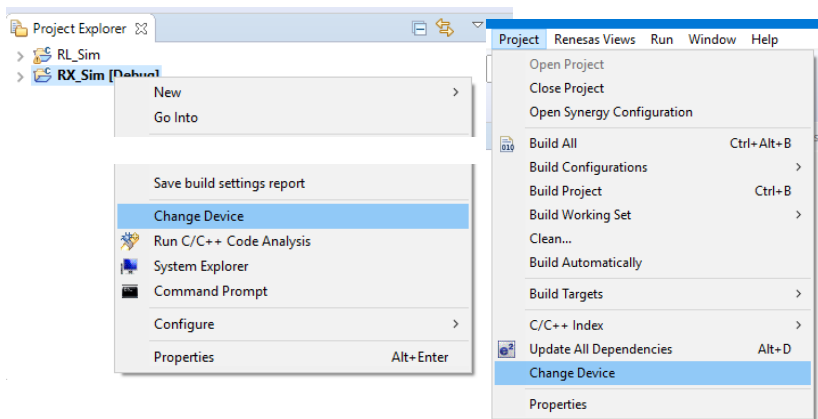 Project Explorer
RL_Sim
RX_Sim [Debug]
New
Go Into
Save build settings report
Change Device
Run C/C++ Code Analysis
System Explorer
Command Prompt
Configure
Properties Alt+Enter
Project Renesas Views Run Window Help
Open Project
Close Project
Open Synergy Configuration
Build All Ctrl+Alt+B
Build Configurations
Build Project Ctrl+B
Build Working Set
Clean...
Build Automatically
Build Targets
C/C++ Index
Update All Dependencies Alt+D
Change Device
Properties